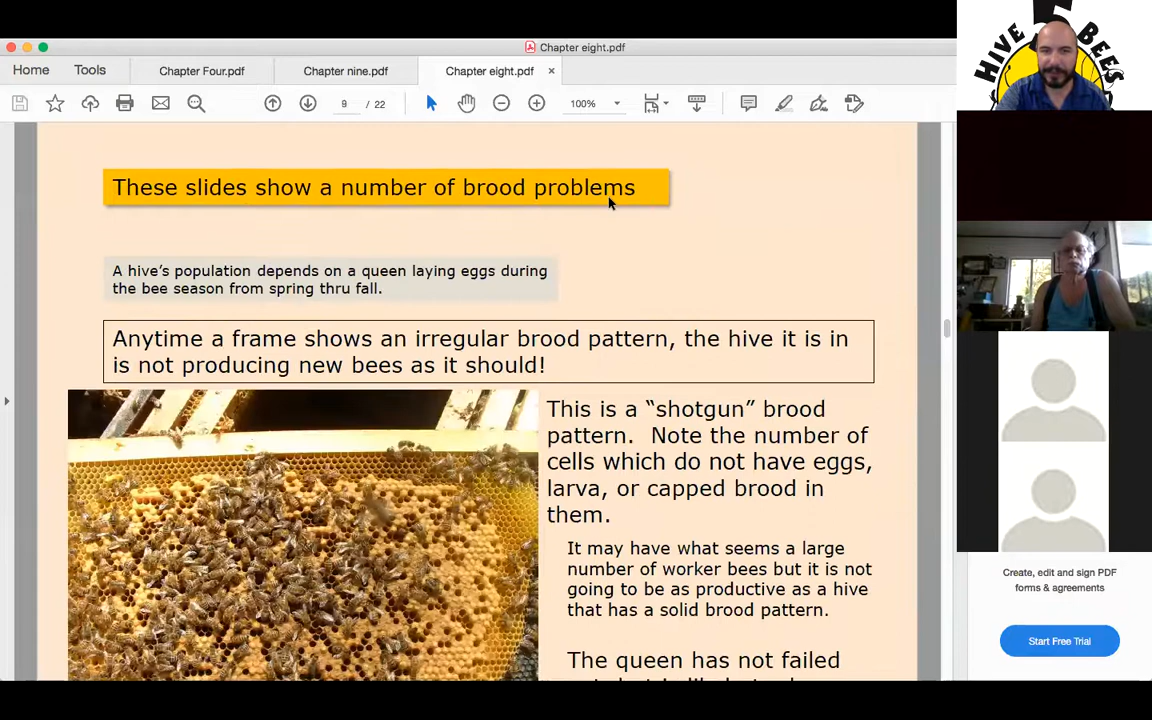 Chapter eight.pdf
Home
Tools
Chapter Four.pdf
Chapter nine.pdf
Chapter eight.pdf
9
/ 22
100%
HIVE 5 BEES
These slides show a number of brood problems
A hive's population depends on a queen laying eggs during
the bee season from spring thru fall.
Anytime a frame shows an irregular brood pattern, the hive it is in
is not producing new bees as it should!
This is a “shotgun” brood
pattern. Note the number of
cells which do not have eggs,
larva, or capped brood in
them.
It may have what seems a large
number of worker bees but it is not
going to be as productive as a hive
that has a solid brood pattern.
The queen has not failed
Create, edit and sign PDF
forms & agreements
Start Free Trial